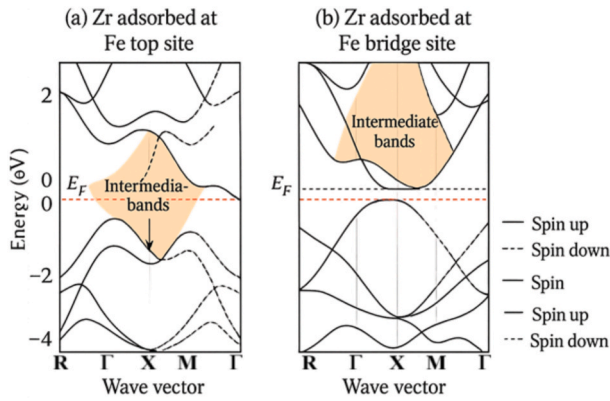 (a) Zr adsorbed at
Fe top site
(b) Zr adsorbed at
Fe bridge site
Energy (eV)
2
0
0
−2
−4
E_F
Intermedia-
bands
R Γ X M Γ
Wave vector
E_F
Intermediate
bands
R Γ X M Γ
Wave vector
Spin up
Spin down
Spin
Spin up
Spin down